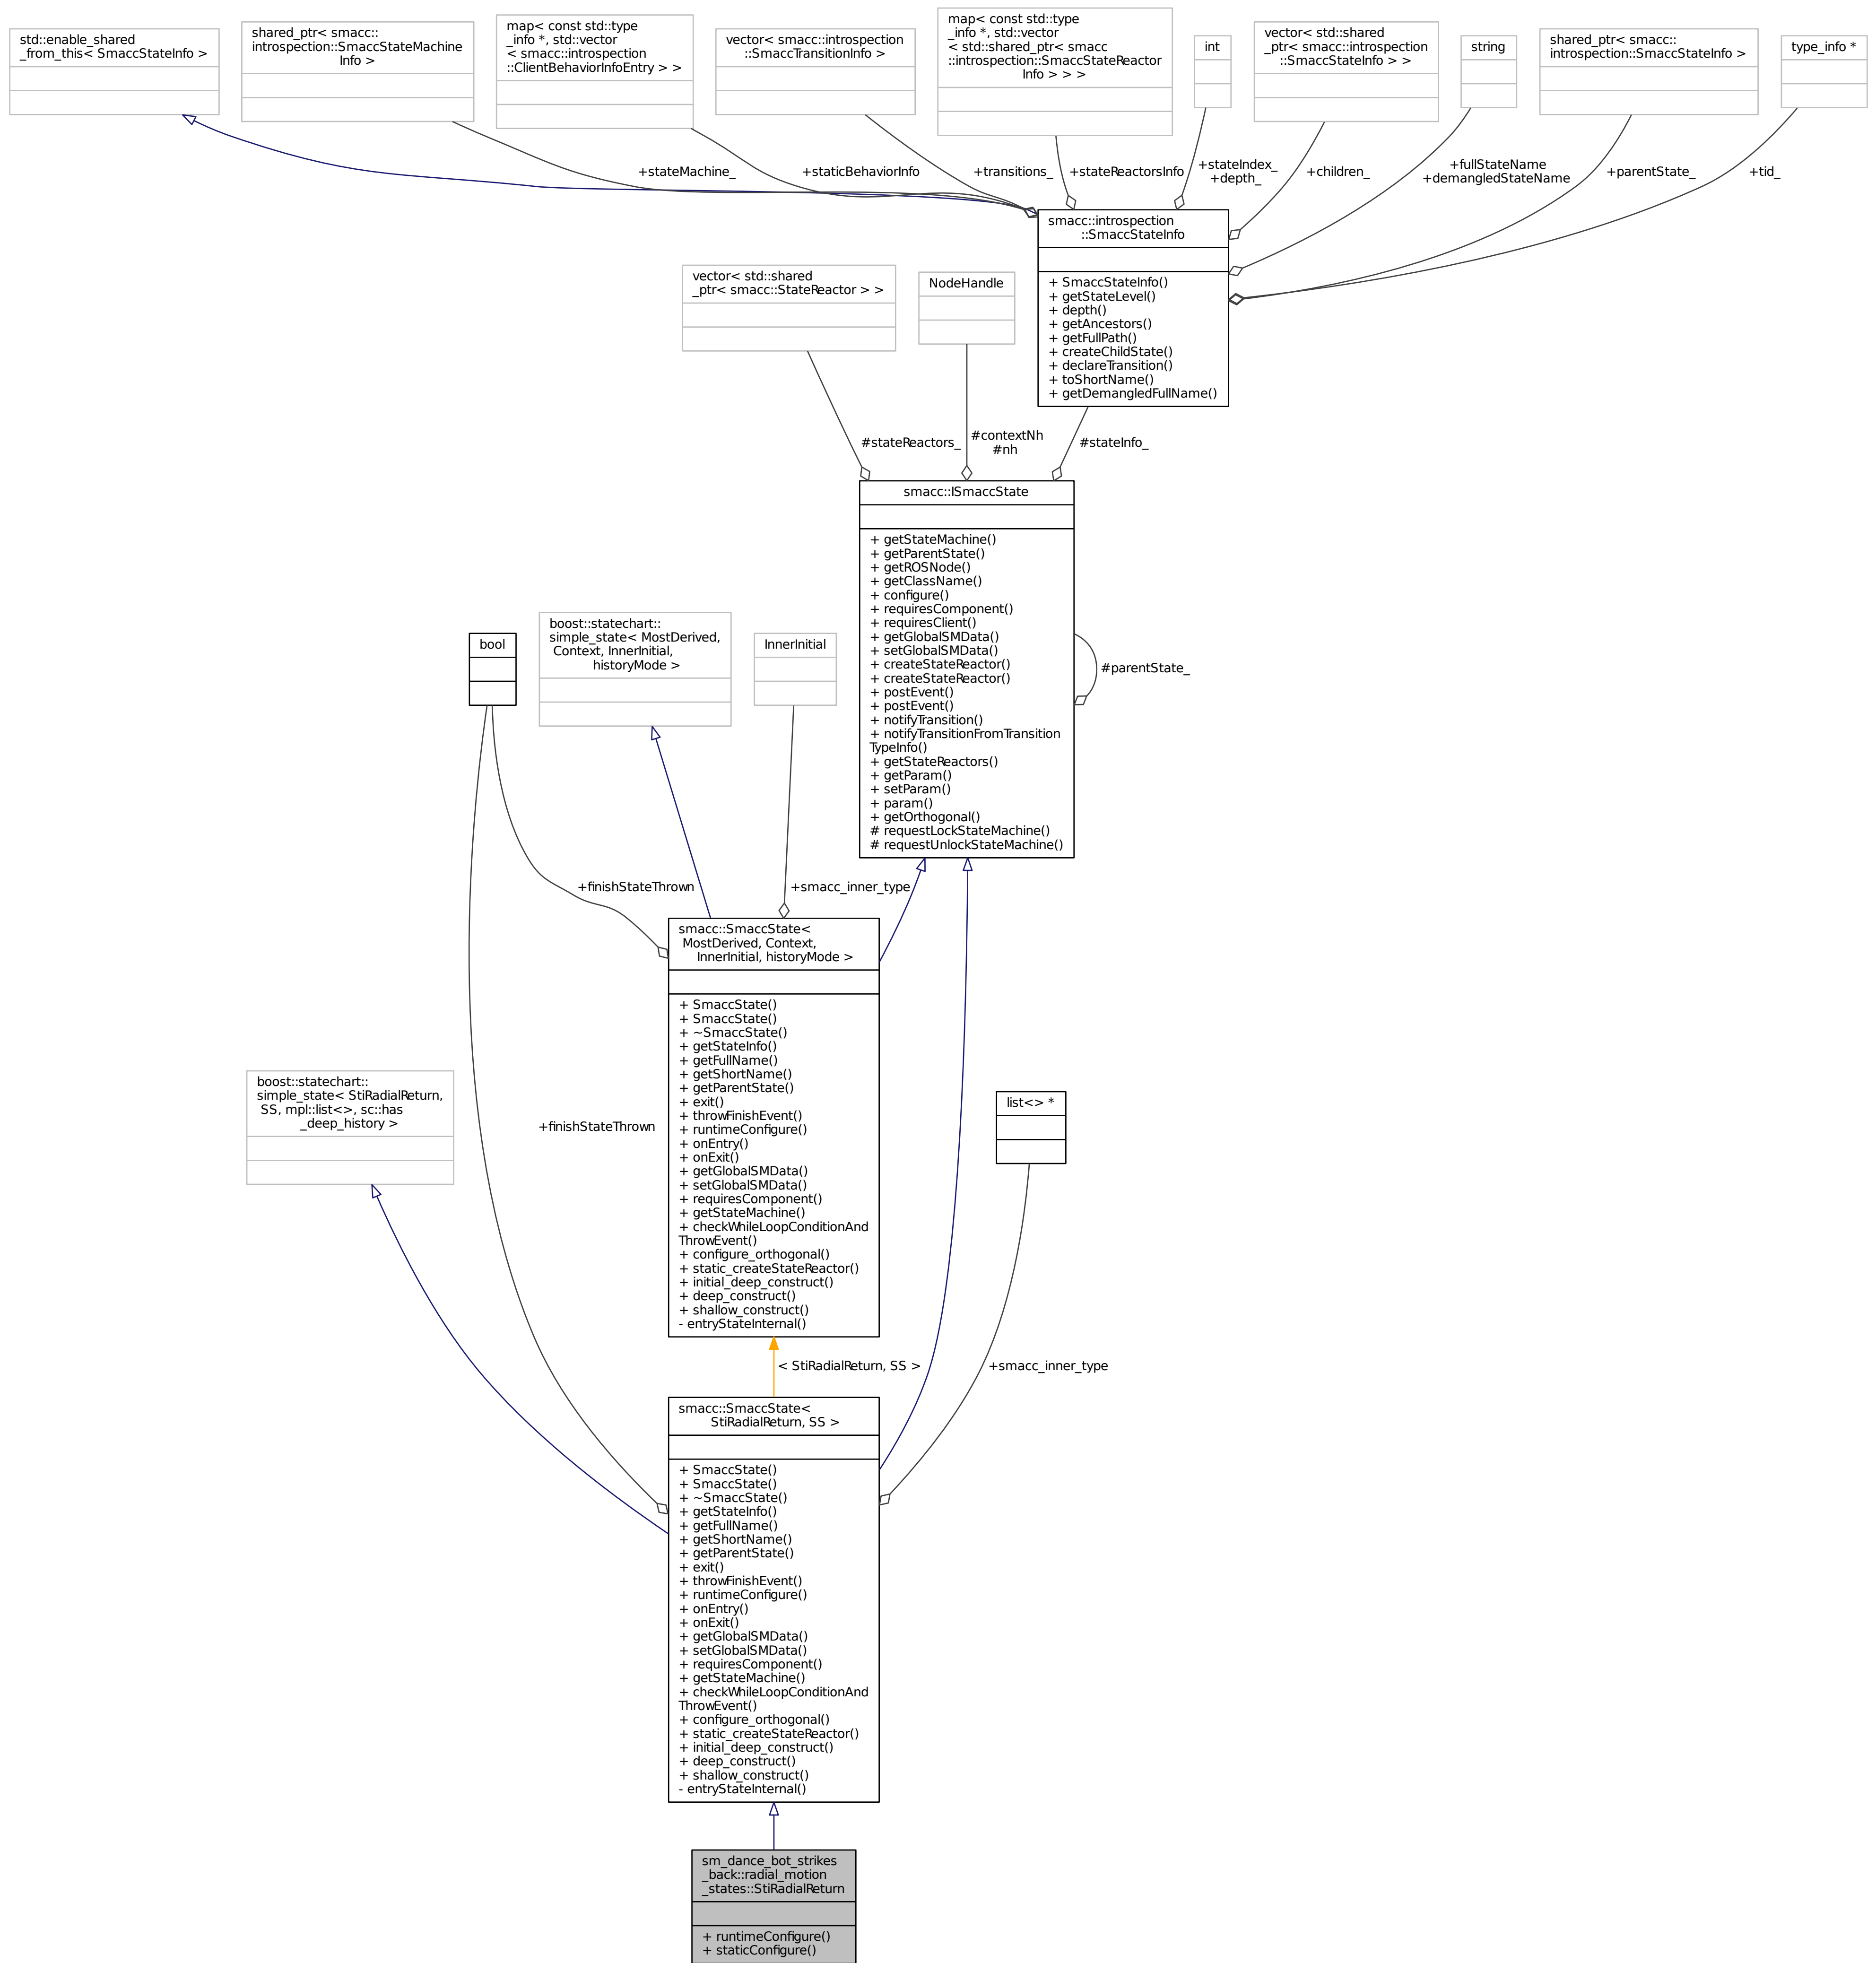 std::enable_shared
_from_this< SmaccStateInfo >
shared_ptr< smacc::
introspection::SmaccStateMachine
Info >
map< const std::type
_info *, std::vector
< smacc::introspection
::ClientBehaviorInfoEntry > >
vector< smacc::introspection
::SmaccTransitionInfo >
map< const std::type
_info *, std::vector
< std::shared_ptr< smacc
::introspection::SmaccStateReactor
Info > > >
int
vector< std::shared
_ptr< smacc::introspection
::SmaccStateInfo > >
string
shared_ptr< smacc::
introspection::SmaccStateInfo >
type_info *
+stateMachine_
+staticBehaviorInfo
+transitions_
+stateReactorsInfo
+stateIndex_
+depth_
+children_
+fullStateName
+demangledStateName
+parentState_
+tid_
smacc::introspection
::SmaccStateInfo
+ SmaccStateInfo()
+ getStateLevel()
+ depth()
+ getAncestors()
+ getFullPath()
+ createChildState()
+ declareTransition()
+ toShortName()
+ getDemangledFullName()
vector< std::shared
_ptr< smacc::StateReactor > >
NodeHandle
#stateReactors_
#contextNh
#nh
#stateInfo_
smacc::ISmaccState
+ getStateMachine()
+ getParentState()
+ getROSNode()
+ getClassName()
+ configure()
+ requiresComponent()
+ requiresClient()
+ getGlobalSMData()
+ setGlobalSMData()
+ createStateReactor()
+ createStateReactor()
+ postEvent()
+ postEvent()
+ notifyTransition()
+ notifyTransitionFromTransition
TypeInfo()
+ getStateReactors()
+ getParam()
+ setParam()
+ param()
+ getOrthogonal()
# requestLockStateMachine()
# requestUnlockStateMachine()
#parentState_
bool
boost::statechart::
simple_state< MostDerived,
Context, InnerInitial,
historyMode >
InnerInitial
+finishStateThrown
+smacc_inner_type
smacc::SmaccState<
MostDerived, Context,
InnerInitial, historyMode >
+ SmaccState()
+ SmaccState()
+ ~SmaccState()
+ getStateInfo()
+ getFullName()
+ getShortName()
+ getParentState()
+ exit()
+ throwFinishEvent()
+ runtimeConfigure()
+ onEntry()
+ onExit()
+ getGlobalSMData()
+ setGlobalSMData()
+ requiresComponent()
+ getStateMachine()
+ checkWhileLoopConditionAnd
ThrowEvent()
+ configure_orthogonal()
+ static_createStateReactor()
+ initial_deep_construct()
+ deep_construct()
+ shallow_construct()
- entryStateInternal()
boost::statechart::
simple_state< StiRadialReturn,
SS, mpl::list<>, sc::has
_deep_history >
+finishStateThrown
list<> *
< StiRadialReturn, SS >
+smacc_inner_type
smacc::SmaccState<
StiRadialReturn, SS >
+ SmaccState()
+ SmaccState()
+ ~SmaccState()
+ getStateInfo()
+ getFullName()
+ getShortName()
+ getParentState()
+ exit()
+ throwFinishEvent()
+ runtimeConfigure()
+ onEntry()
+ onExit()
+ getGlobalSMData()
+ setGlobalSMData()
+ requiresComponent()
+ getStateMachine()
+ checkWhileLoopConditionAnd
ThrowEvent()
+ configure_orthogonal()
+ static_createStateReactor()
+ initial_deep_construct()
+ deep_construct()
+ shallow_construct()
- entryStateInternal()
sm_dance_bot_strikes
_back::radial_motion
_states::StiRadialReturn
+ runtimeConfigure()
+ staticConfigure()